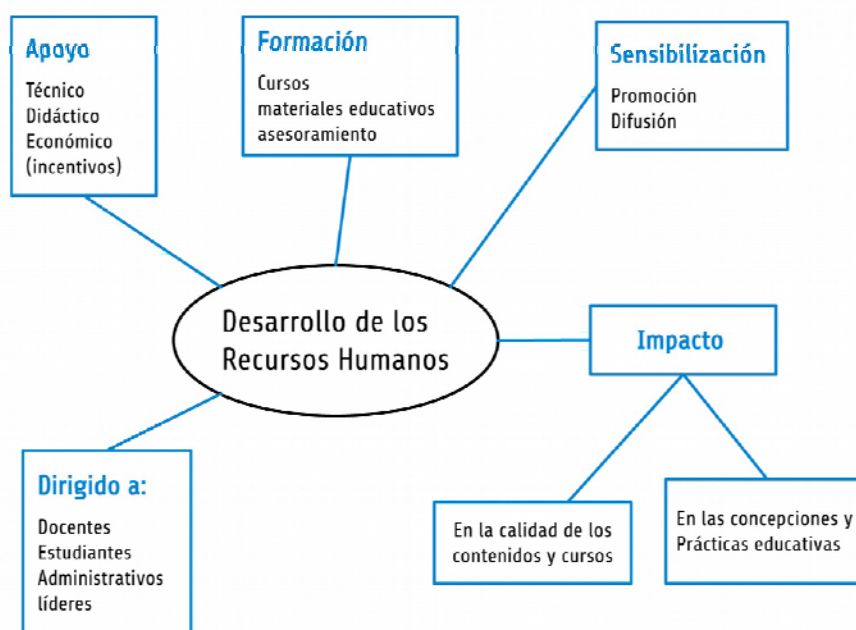 Apoyo
Técnico
Didáctico
Económico
(incentivos)
Formación
Cursos
materiales educativos
asesoramiento
Sensibilización
Promoción
Difusión
Desarrollo de los
Recursos Humanos
Impacto
Dirigido a:
Docentes
Estudiantes
Administrativos
líderes
En la calidad de los
contenidos y cursos
En las concepciones y
Prácticas educativas